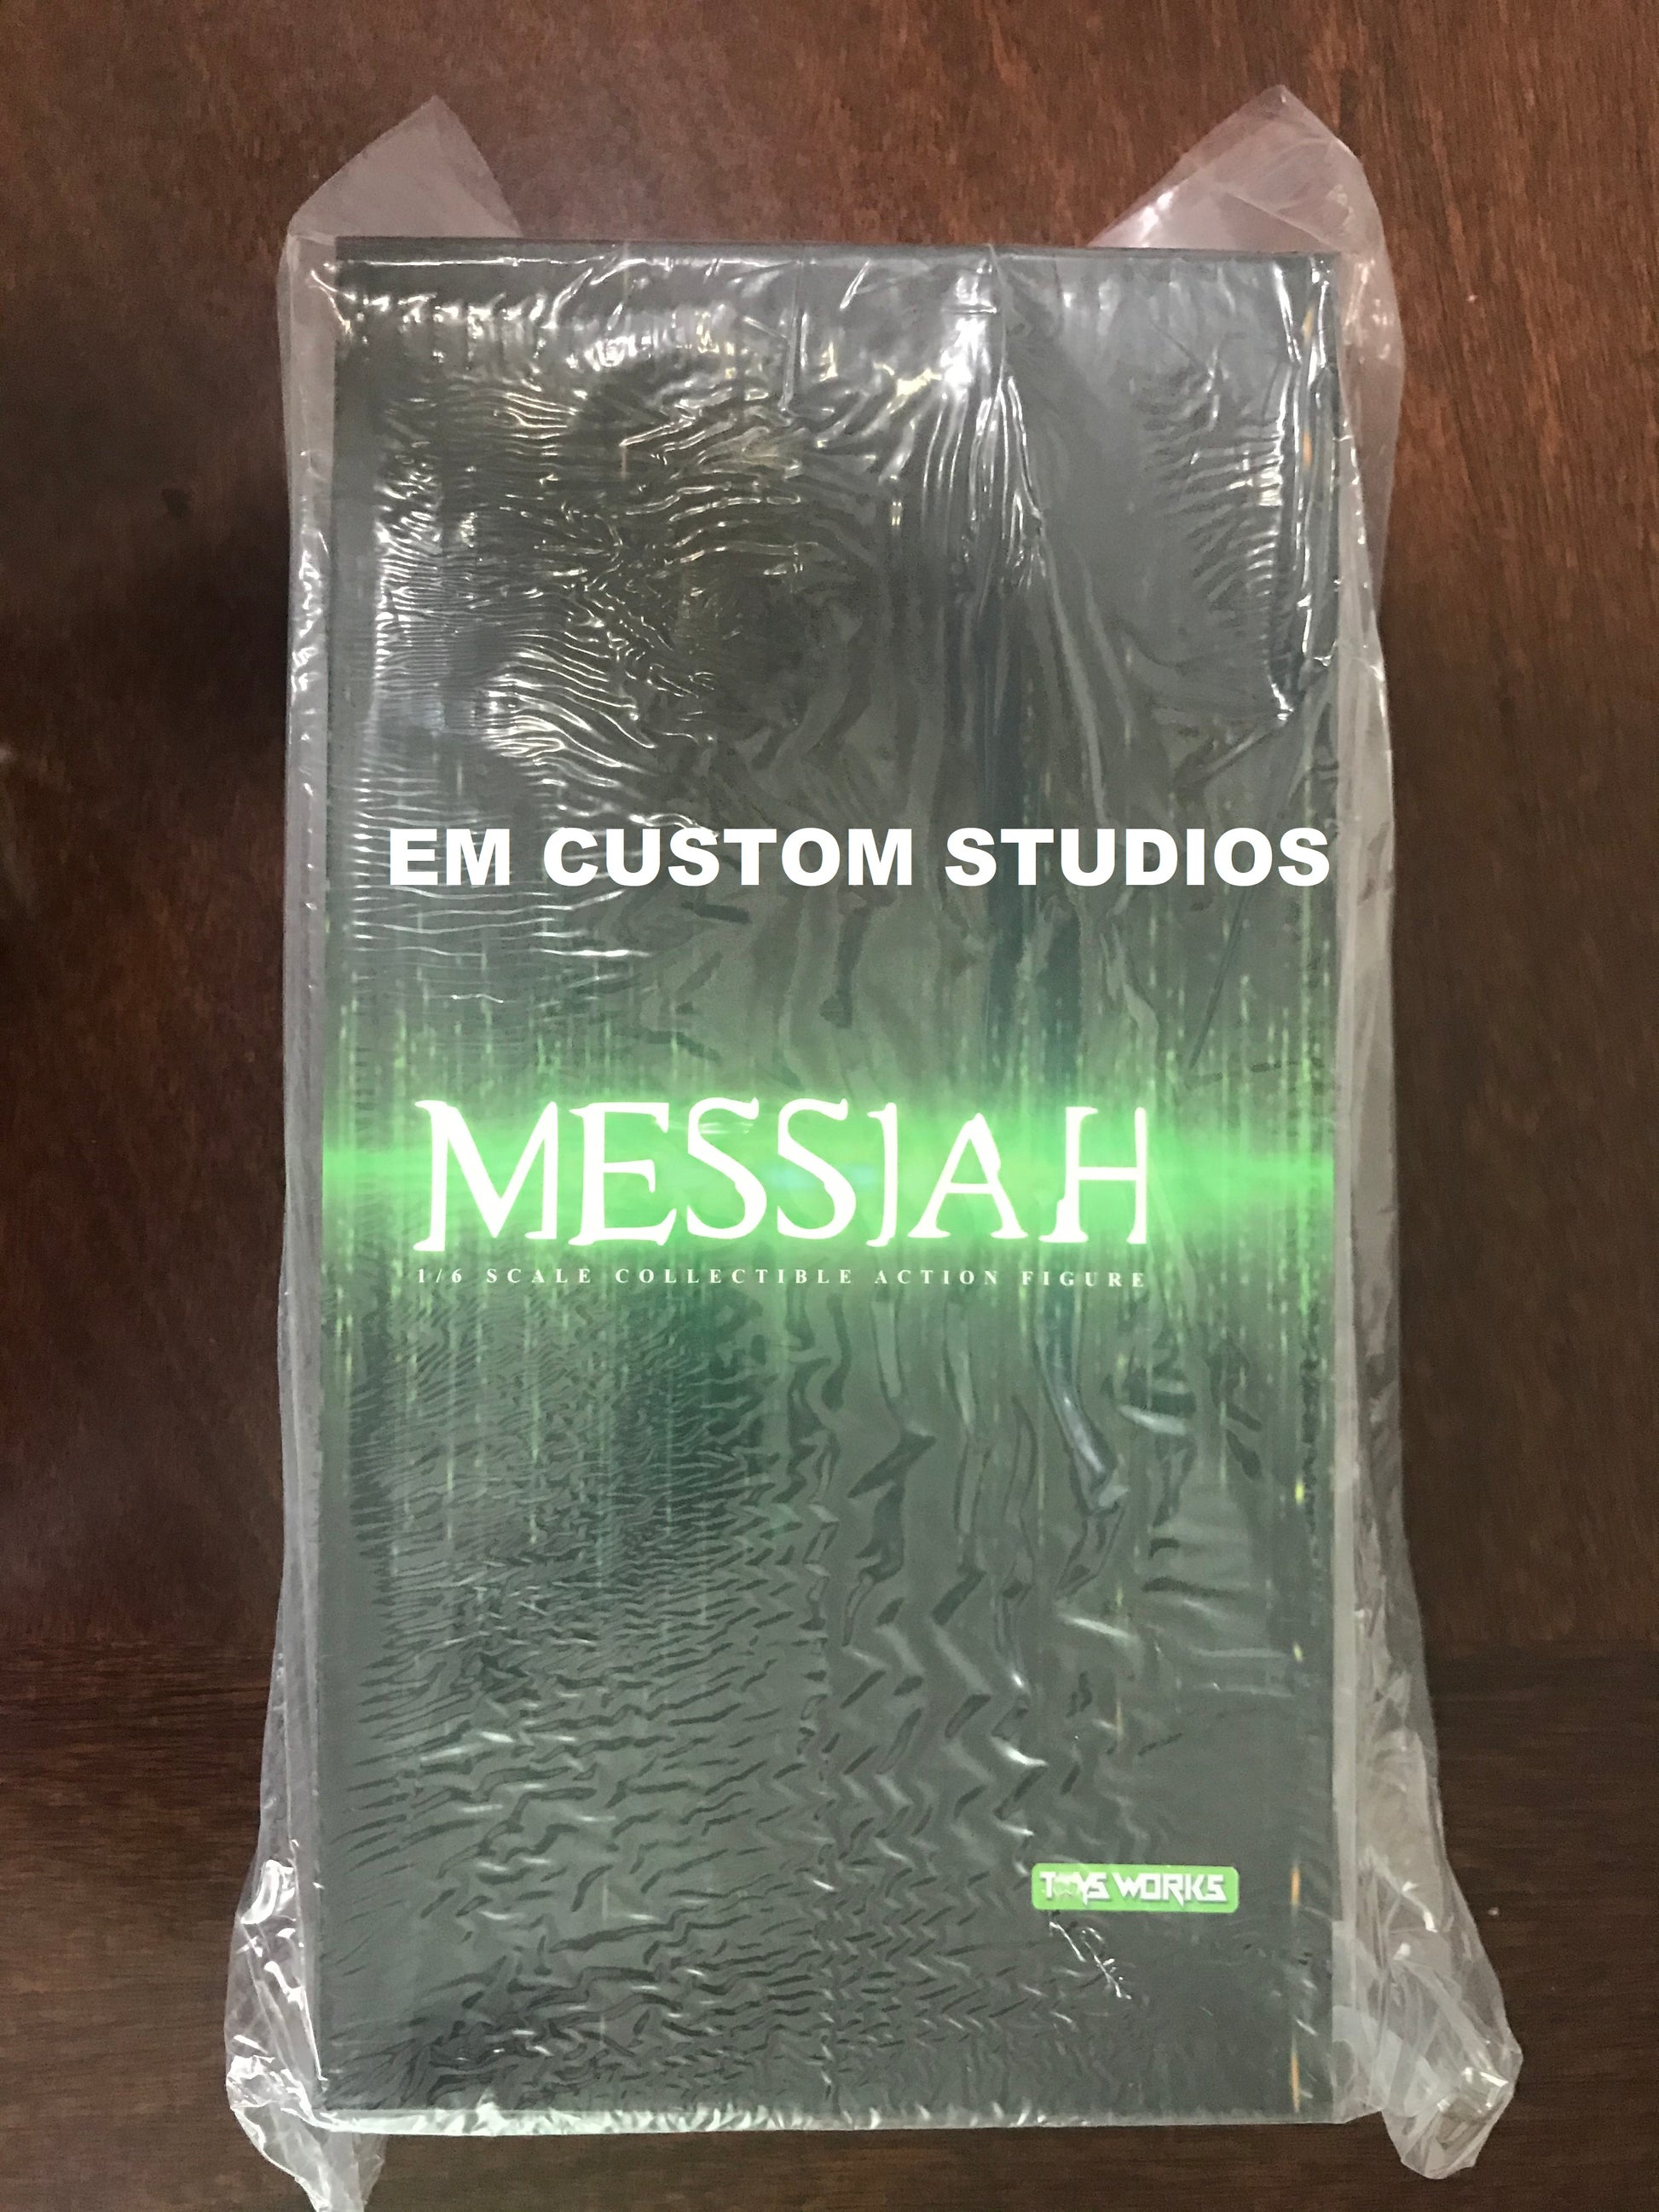 EM CUSTOM STUDIOS
MESSIAH
1/6 SCALE COLLECTIBLE ACTION FIGURE
TOYS WORKS